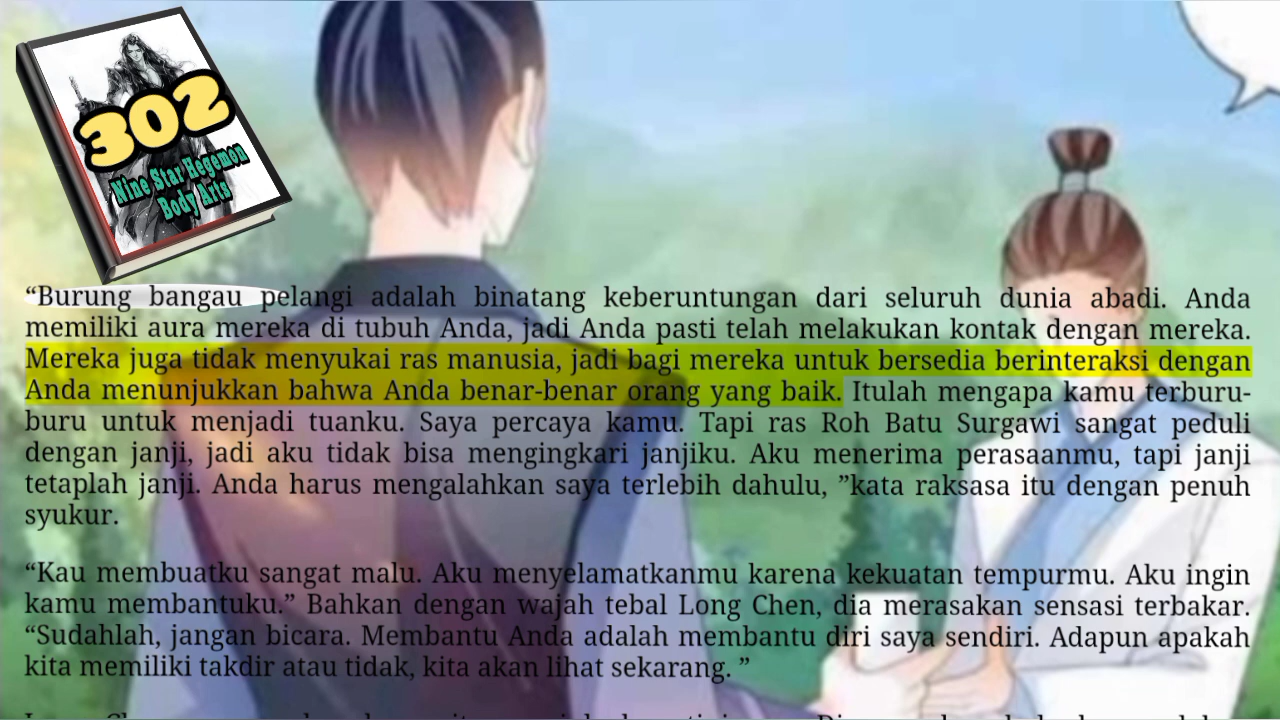 302
Nine Star Hegemon
Body Arts
“Burung bangau pelangi adalah binatang keberuntungan dari seluruh dunia abadi. Anda
memiliki aura mereka di tubuh Anda, jadi Anda pasti telah melakukan kontak dengan mereka.
Mereka juga tidak menyukai ras manusia, jadi bagi mereka untuk bersedia berinteraksi dengan
Anda menunjukkan bahwa Anda benar-benar orang yang baik. Itulah mengapa kamu terburu-
buru untuk menjadi tuanku. Saya percaya kamu. Tapi ras Roh Batu Surgawi sangat peduli
dengan janji, jadi aku tidak bisa mengingkari janjiku. Aku menerima perasaanmu, tapi janji
tetaplah janji. Anda harus mengalahkan saya terlebih dahulu, ”kata raksasa itu dengan penuh
syukur.
“Kau membuatku sangat malu. Aku menyelamatkanmu karena kekuatan tempurmu. Aku ingin
kamu membantuku.” Bahkan dengan wajah tebal Long Chen, dia merasakan sensasi terbakar.
“Sudahlah, jangan bicara. Membantu Anda adalah membantu diri saya sendiri. Adapun apakah
kita memiliki takdir atau tidak, kita akan lihat sekarang. ”